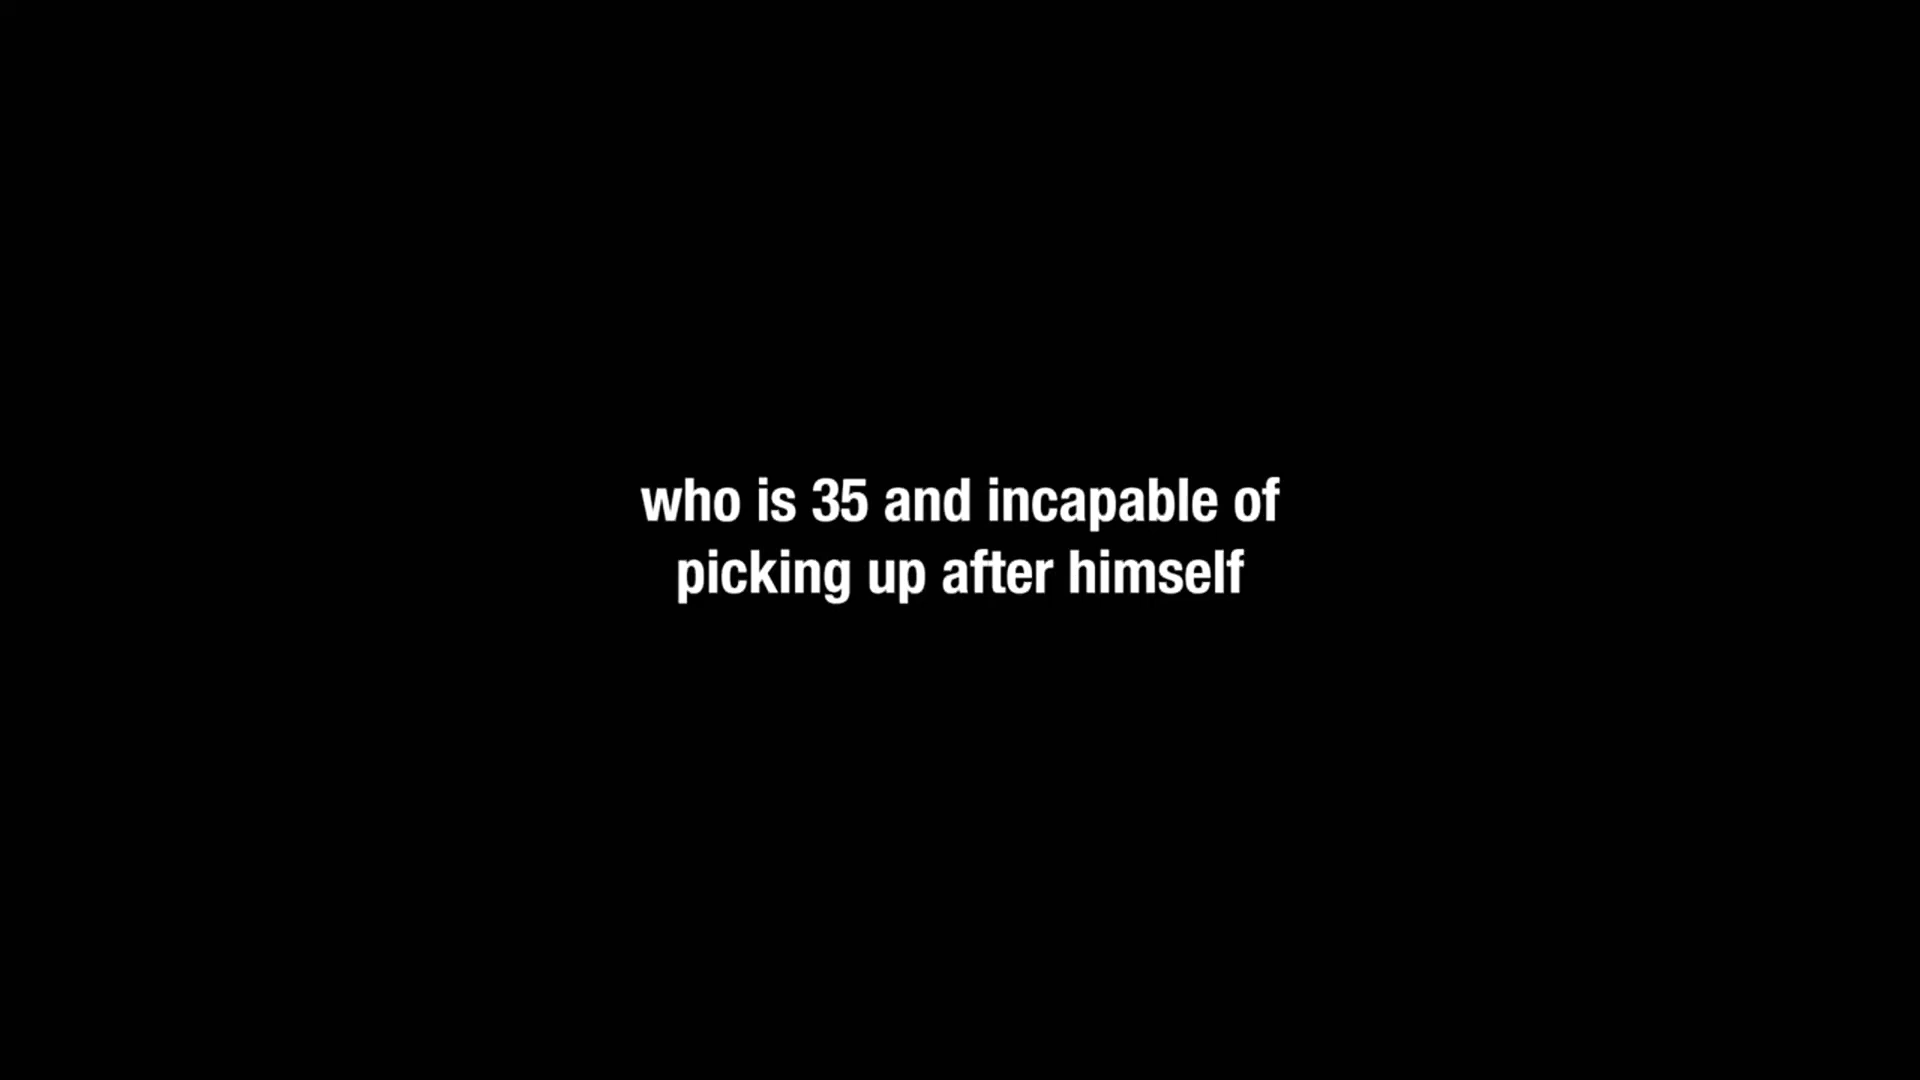 who is 35 and incapable of
picking up after himself